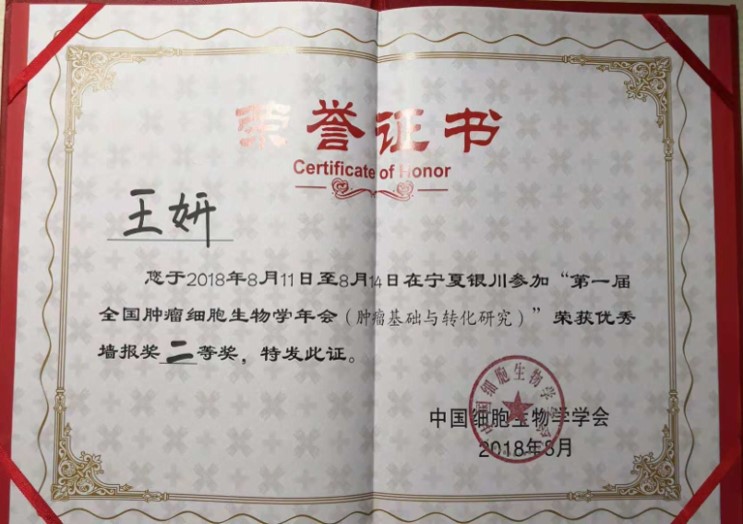 荣誉证书
Certificate of Honor
王妍
您于2018年8月11日至8月14日在宁夏银川参加“第一届
全国肿瘤细胞生物学年会（肿瘤基础与转化研究）”荣获优秀
墙报奖二等奖，特发此证。
中国细胞生物学学会
2018年8月